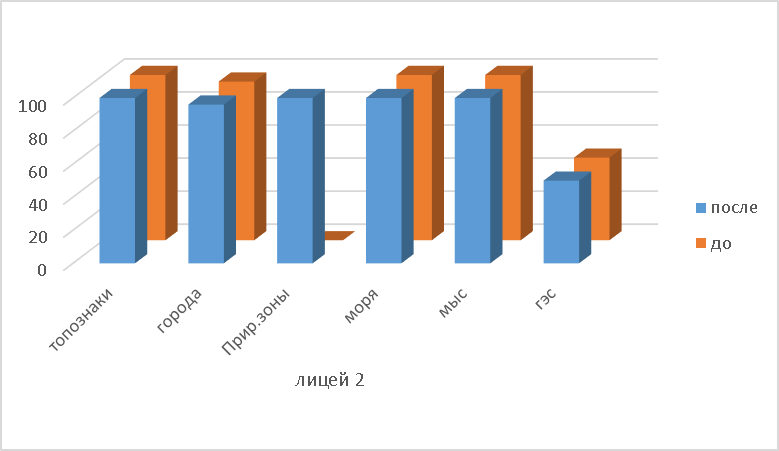 100
80
60
40
20
0
топознаки
города
Прир.зоны
моря
мыс
гэс
лицей 2
после
до